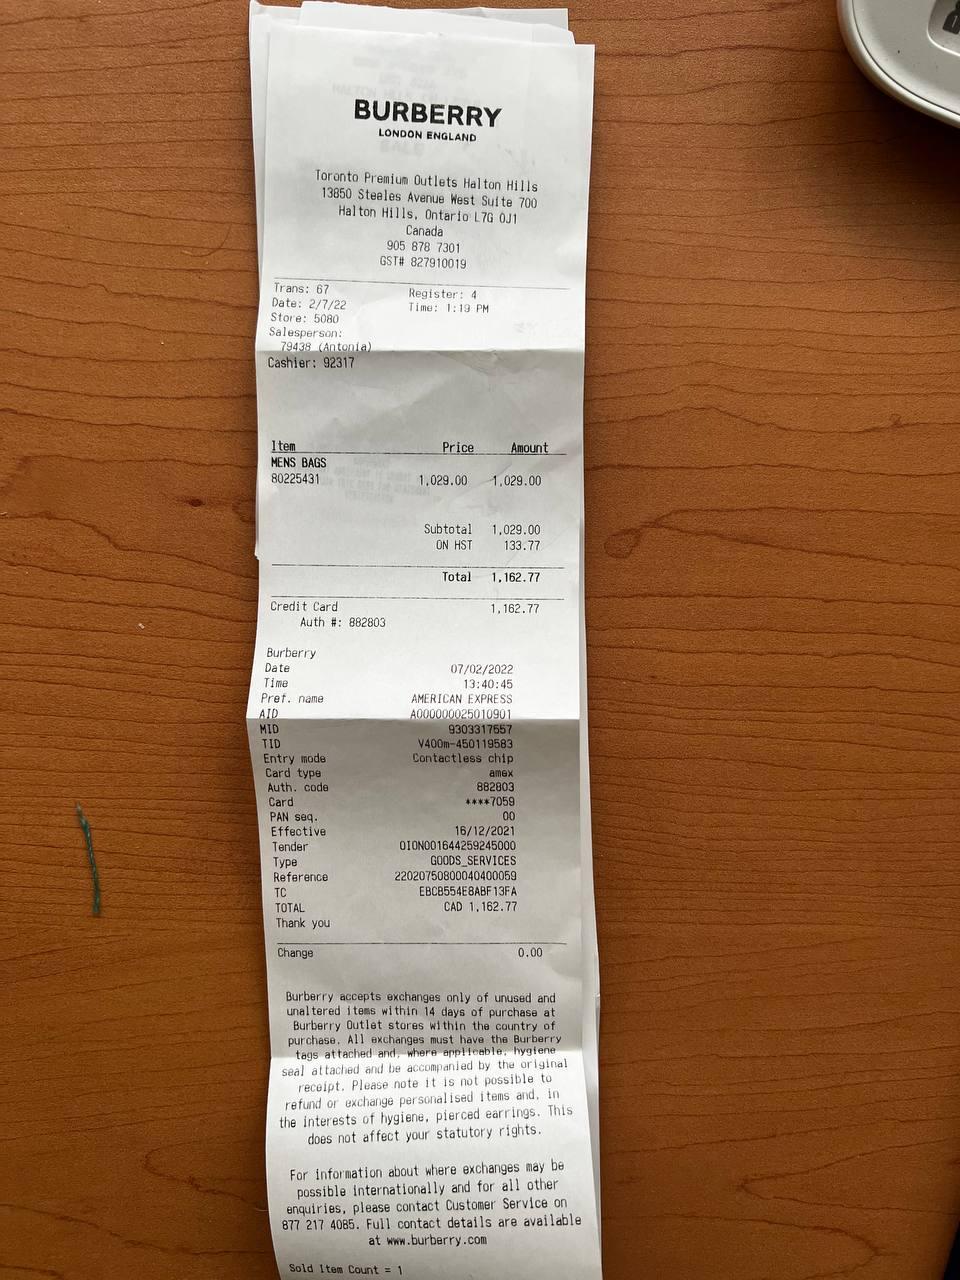 BURBERRY
LONDON ENGLAND
Toronto Premium Outlets Halton Hills
13850 Steeles Avenue West Suite 700
Halton Hills, Ontario L7G 0J1
Canada
905 878 7301
GST# 827910019
Trans: 67 Register: 4
Date: 2/7/22 Time: 1:19 PM
Store: 5080
Salesperson:
79438 (Antonia)
Cashier: 92317
Item Price Amount
MENS BAGS
80225431 1,029.00 1,029.00
Subtotal 1,029.00
ON HST 133.77
Total 1,162.77
Credit Card 1,162.77
Auth #: 882803
Burberry
Date 07/02/2022
Time 13:40:45
Pref. name AMERICAN EXPRESS
AID A000000025010901
MID 9303317557
TID V400m-450119583
Entry mode Contactless chip
Card type amex
Auth. code 882803
Card ****7059
PAN seq. 00
Effective 16/12/2021
Tender OION001644259245000
Type GOODS_SERVICES
Reference 22020750800040400059
TC EBCB554E8ABF13FA
TOTAL CAD 1,162.77
Thank you
Change 0.00
Burberry accepts exchanges only of unused and
unaltered items within 14 days of purchase at
Burberry Outlet stores within the country of
purchase. All exchanges must have the Burberry
tags attached and, where applicable, hygiene
seal attached and be accompanied by the original
receipt. Please note it is not possible to
refund or exchange personalised items and, in
the interests of hygiene, pierced earrings. This
does not affect your statutory rights.
For information about where exchanges may be
possible internationally and for all other
enquiries, please contact Customer Service on
877 217 4085. Full contact details are available
at www.burberry.com
Sold Item Count = 1